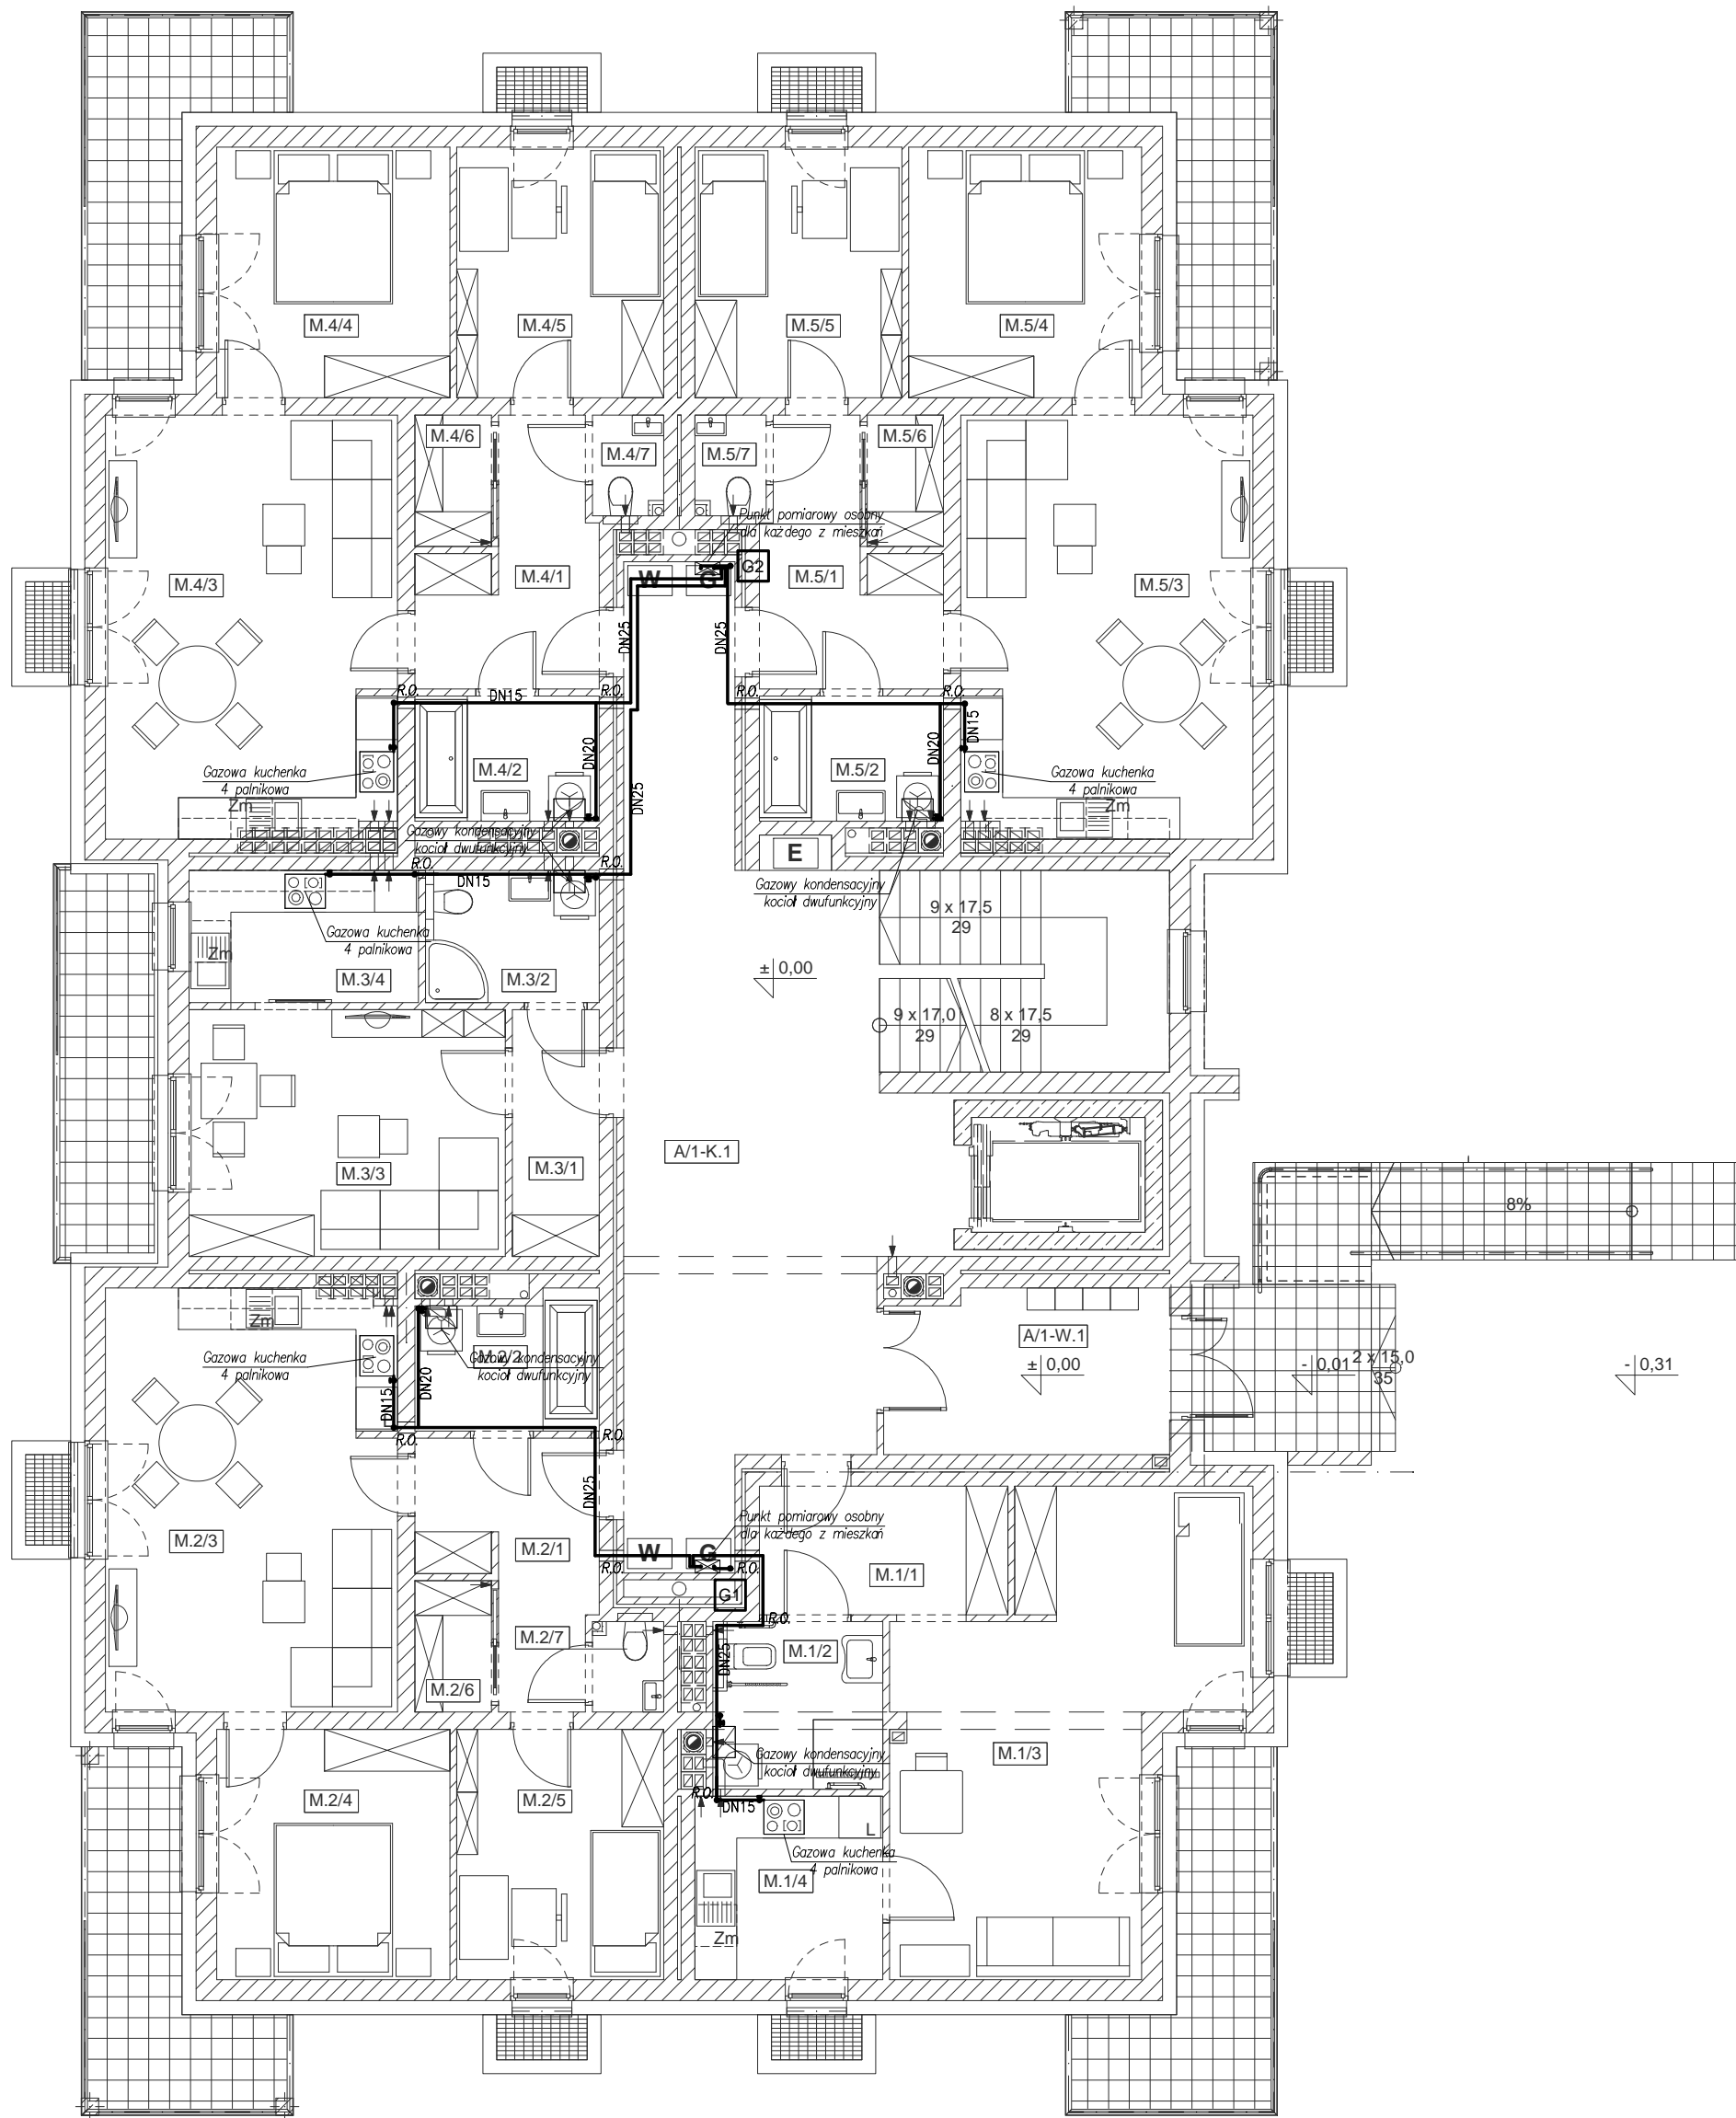 M.4/4
M.4/5
M.5/5
M.5/4
M.4/6
M.4/7
M.5/7
M.5/6
Punkt pomiarowy osobny
dla każdego z mieszkań
M.4/3
M.4/1
W
G
G2
M.5/1
M.5/3
DN25
DN25
R.O.
DN15
R.O.
R.O.
R.O.
DN15
DN20
DN20
M.4/2
M.5/2
Gazowa kuchenka
4 palnikowa
Zm
DN25
Gazowa kuchenka
4 palnikowa
Zm
Gazowy kondensacyjny
kocioł dwufunkcyjny
E
R.O.
R.O.
DN15
Gazowy kondensacyjny
kocioł dwufunkcyjny
9 x 17,5
29
Gazowa kuchenka
4 palnikowa
Zm
M.3/4
M.3/2
± 0,00
9 x 17,0
29
8 x 17,5
29
A/1-K.1
M.3/3
M.3/1
8%
Zm
A/1-W.1
Gazowa kuchenka
4 palnikowa
M.2/2
Gazowy kondensacyjny
kocioł dwufunkcyjny
± 0,00
- 0,01
2 x 15,0
35
- 0,31
DN15
DN20
R.O.
R.O.
DN25
Punkt pomiarowy osobny
dla każdego z mieszkań
M.2/3
M.2/1
W
G
R.O.
R.O.
M.1/1
G1
R.O.
M.2/7
M.1/2
DN25
M.2/6
Gazowy kondensacyjny
kocioł dwufunkcyjny
M.1/3
M.2/4
M.2/5
R.O.
DN15
L
Gazowa kuchenka
4 palnikowa
M.1/4
Zm